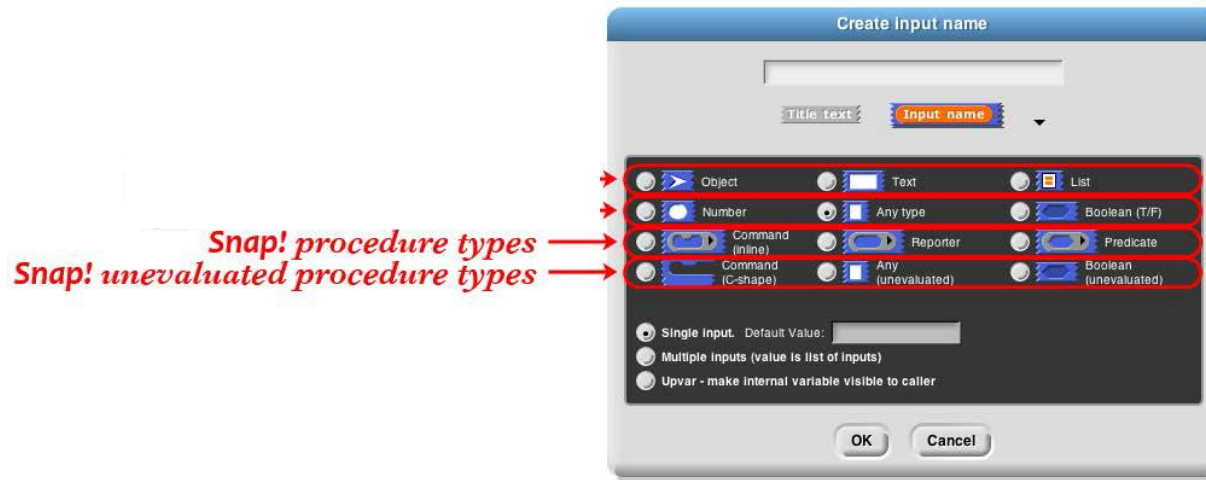 Create input name
Title text Input name
Object Text List
Number Any type Boolean (T/F)
Snap! procedure types
Command (inline) Reporter Predicate
Snap! unevaluated procedure types
Command (C-shape) Any (unevaluated) Boolean (unevaluated)
Single input. Default Value:
Multiple inputs (value is list of inputs)
Upvar - make internal variable visible to caller
OK Cancel